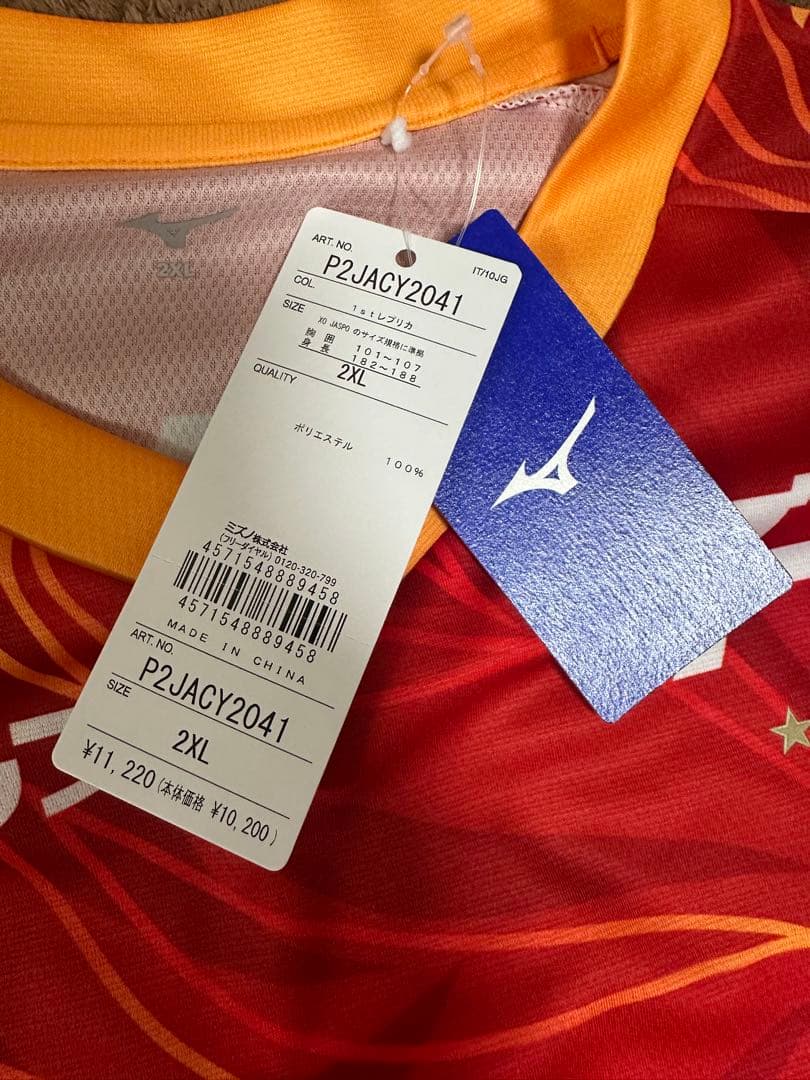 2XL
ART. NO.
IT/10JG
P2JACY2041
COL.
1stレプリカ
SIZE
XO JASPO のサイズ規格に準拠
胸囲 101~107
身長 182~188
2XL
QUALITY
ポリエステル 100%
ミズノ株式会社
(フリーダイヤル) 0120-320-799
4571548889458
4571548889458
MADE IN CHINA
ART. NO.
P2JACY2041
SIZE
2XL
¥11,220(本体価格 ¥10,200)